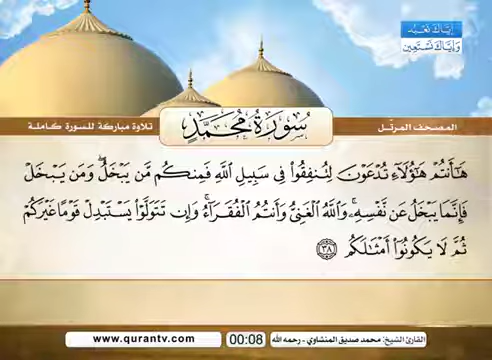 إِيَّاكَ نَعْبُدُ
وَإِيَّاكَ نَسْتَعِينُ
المصحف المرتّل
سُورَةُ مُحَمَّدٍ
تلاوة مباركة للسورة كاملة
هَٰٓأَنتُمْ هَٰٓؤُلَآءِ تُدْعَوْنَ لِتُنفِقُوا۟ فِى سَبِيلِ ٱللَّهِ فَمِنكُم مَّن يَبْخَلُ ۖ وَمَن يَبْخَلْ
فَإِنَّمَا يَبْخَلُ عَن نَّفْسِهِۦ ۚ وَٱللَّهُ ٱلْغَنِىُّ وَأَنتُمُ ٱلْفُقَرَآءُ ۚ وَإِن تَتَوَلَّوْا۟ يَسْتَبْدِلْ قَوْمًا غَيْرَكُمْ
ثُمَّ لَا يَكُونُوٓا۟ أَمْثَٰلَكُم ٣٨
القارئ الشيخ: محمد صديق المنشاوي - رحمه الله
00:08
www.qurantv.com